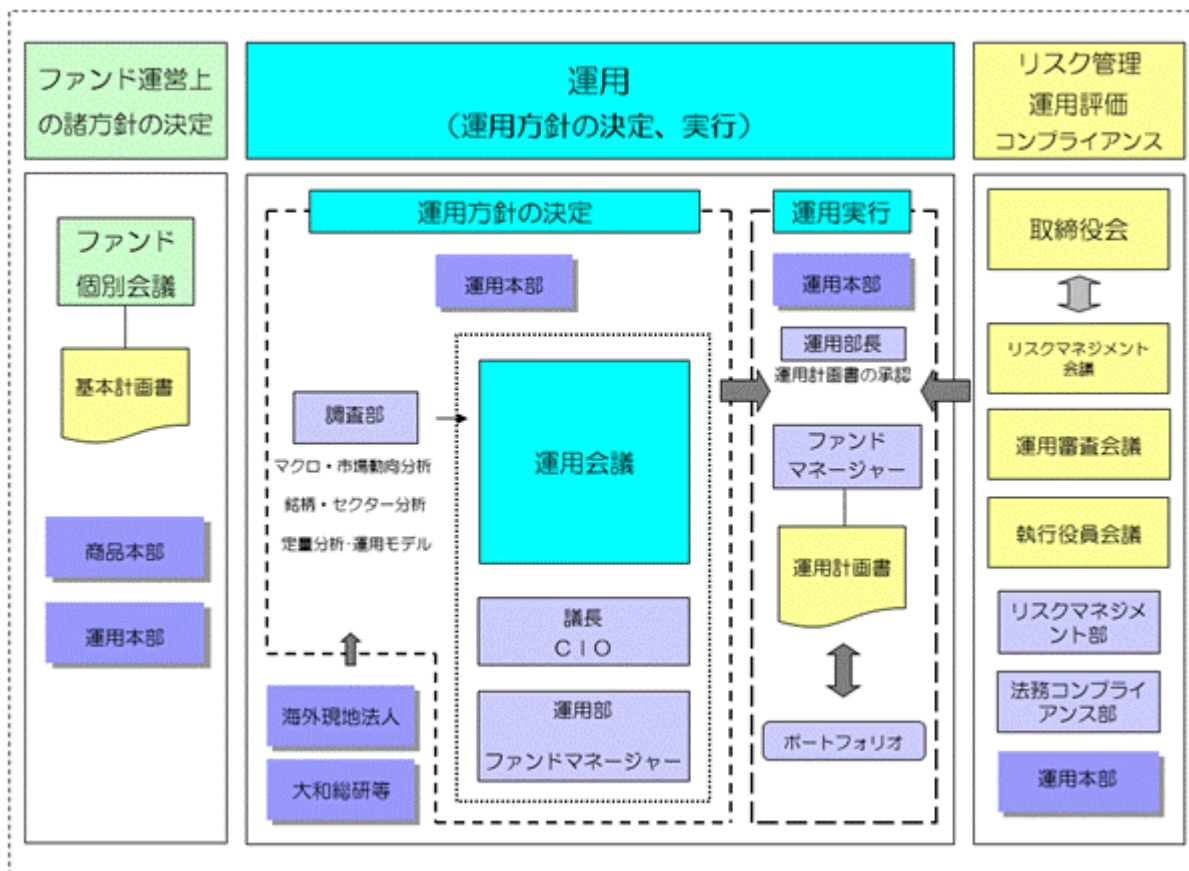 ファンド運営上
の諸方針の決定
運用
（運用方針の決定、実行）
リスク管理
運用評価
コンプライアンス
ファンド
個別会議
基本計画書
商品本部
運用本部
運用方針の決定
運用本部
調査部
マクロ・市場動向分析
銘柄・セクター分析
定量分析・運用モデル
運用会議
議長
ＣＩＯ
運用部
ファンドマネージャー
海外現地法人
大和総研等
運用実行
運用本部
運用部長
運用計画書の承認
ファンド
マネージャー
運用計画書
ポートフォリオ
取締役会
リスクマネジメント
会議
運用審査会議
執行役員会議
リスクマネジメ
ント部
法務コンプライ
アンス部
運用本部